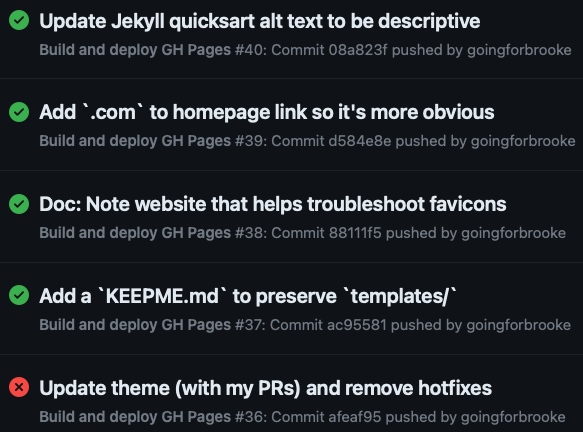 Update Jekyll quicksart alt text to be descriptive
Build and deploy GH Pages #40: Commit 08a823f pushed by goingforbrooke
Add `.com` to homepage link so it's more obvious
Build and deploy GH Pages #39: Commit d584e8e pushed by goingforbrooke
Doc: Note website that helps troubleshoot favicons
Build and deploy GH Pages #38: Commit 88111f5 pushed by goingforbrooke
Add a `KEEPME.md` to preserve `templates/`
Build and deploy GH Pages #37: Commit ac95581 pushed by goingforbrooke
Update theme (with my PRs) and remove hotfixes
Build and deploy GH Pages #36: Commit afeaf95 pushed by goingforbrooke